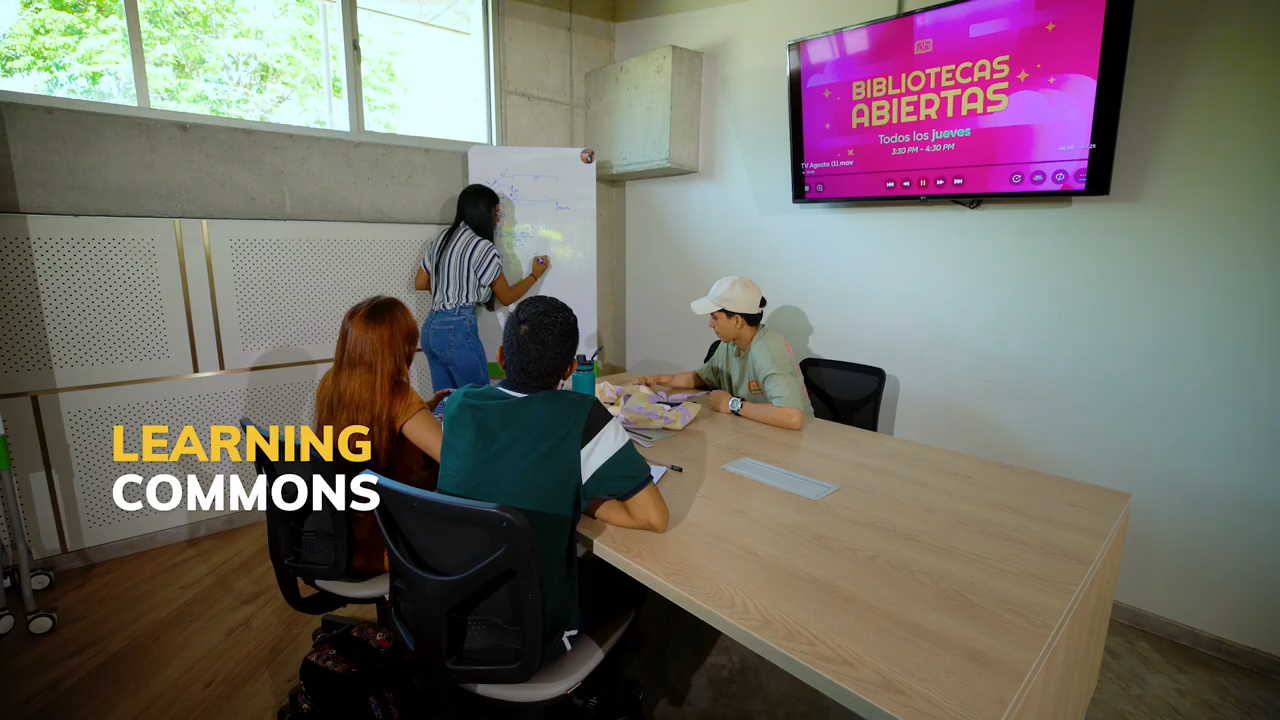 BIBLIOTECAS
ABIERTAS
Todos los jueves
3:30 PM - 4:30 PM
TV Agosto (1).mov
LEARNING
COMMONS